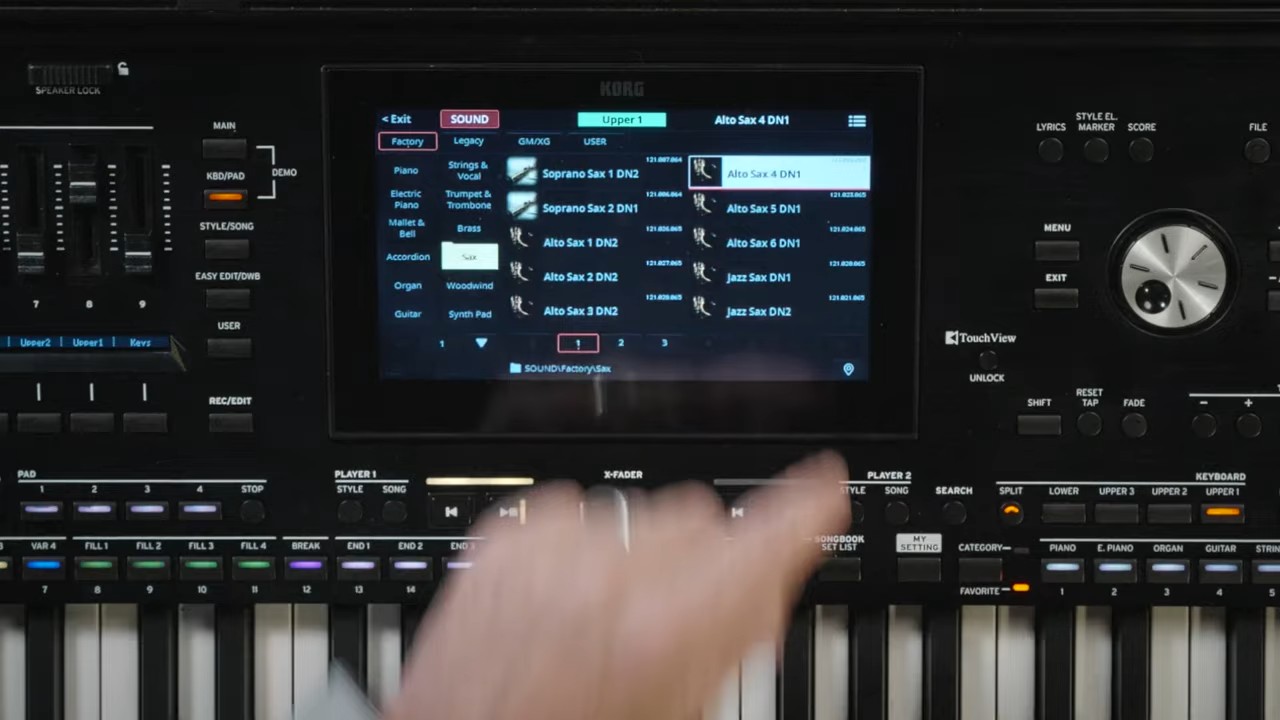 KORG
SPEAKER LOCK
MAIN
KBD/PAD
DEMO
STYLE/SONG
EASY EDIT/DWB
USER
REC/EDIT
7 8 9
Upper2 Upper1 Keys
< Exit SOUND Upper 1 Alto Sax 4 DN1
Factory Legacy GM/XG USER
Piano
Strings & Vocal
Electric Piano
Trumpet & Trombone
Mallet & Bell
Brass
Accordion
Sax
Organ
Woodwind
Guitar
Synth Pad
Soprano Sax 1 DN2
Soprano Sax 2 DN1
Alto Sax 1 DN2
Alto Sax 2 DN2
Alto Sax 3 DN2
Alto Sax 4 DN1
Alto Sax 5 DN1
Alto Sax 6 DN1
Jazz Sax DN1
Jazz Sax DN2
1 1 2 3
SOUND\Factory\Sax
LYRICS
STYLE EL.
MARKER
SCORE
FILE
MENU
EXIT
TouchView
UNLOCK
SHIFT
RESET
TAP
FADE
- +
PAD
1 2 3 4 STOP
PLAYER 1
STYLE SONG
X-FADER
PLAYER 2
STYLE SONG
SEARCH
KEYBOARD
SPLIT LOWER UPPER 3 UPPER 2 UPPER 1
VAR 4 FILL 1 FILL 2 FILL 3 FILL 4 BREAK END 1 END 2
7 8 9 10 11 12 13 14
SONGBOOK
SET LIST
MY
SETTING
CATEGORY
FAVORITE
PIANO E. PIANO ORGAN GUITAR
1 2 3 4 5